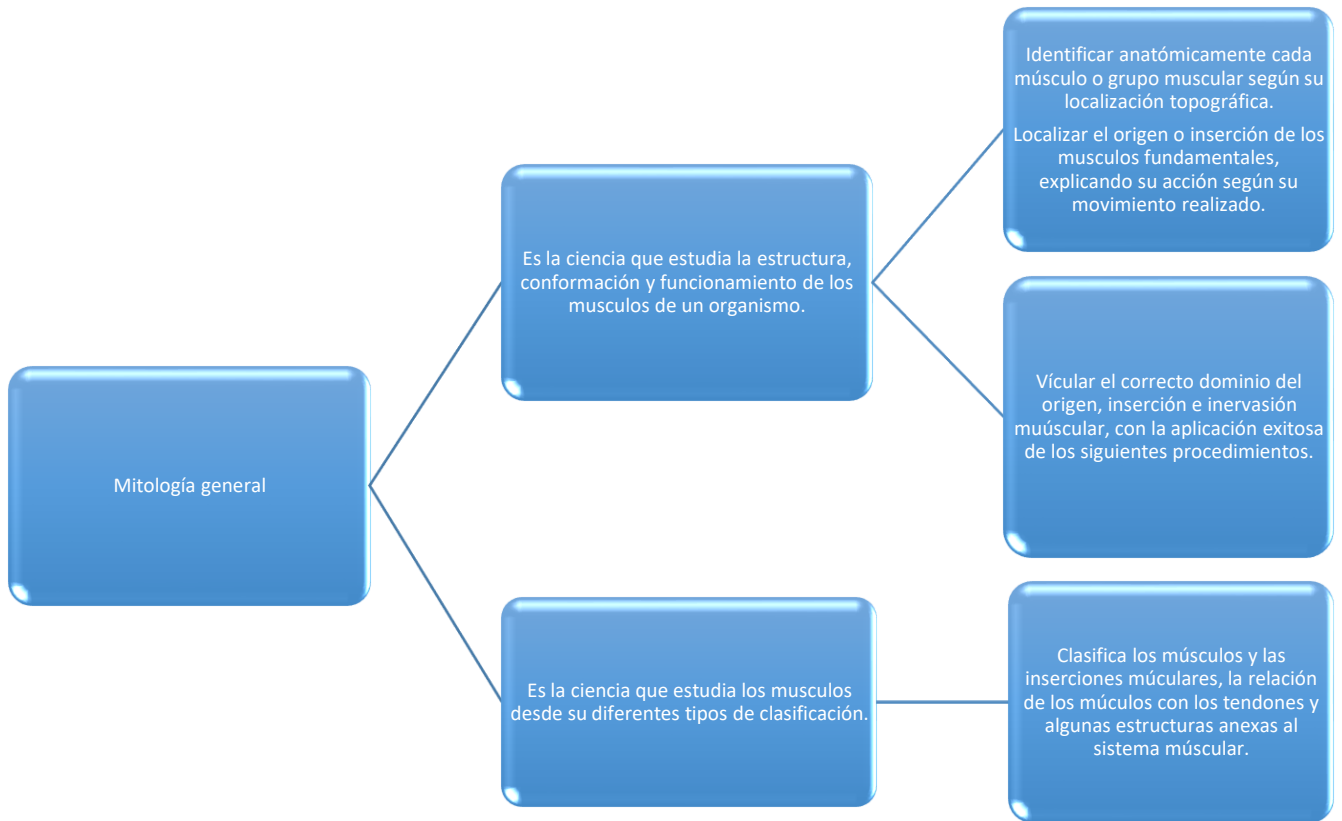 Mitología general
Es la ciencia que estudia la estructura,
conformación y funcionamiento de los
musculos de un organismo.
Identificar anatómicamente cada
músculo o grupo muscular según su
localización topográfica.
Localizar el origen o inserción de los
musculos fundamentales,
explicando su acción según su
movimiento realizado.
Vícular el correcto dominio del
origen, inserción e inervasión
muúscular, con la aplicación exitosa
de los siguientes procedimientos.
Es la ciencia que estudia los musculos
desde su diferentes tipos de clasificación.
Clasifica los músculos y las
inserciones múculares, la relación
de los múculos con los tendones y
algunas estructuras anexas al
sistema múscular.